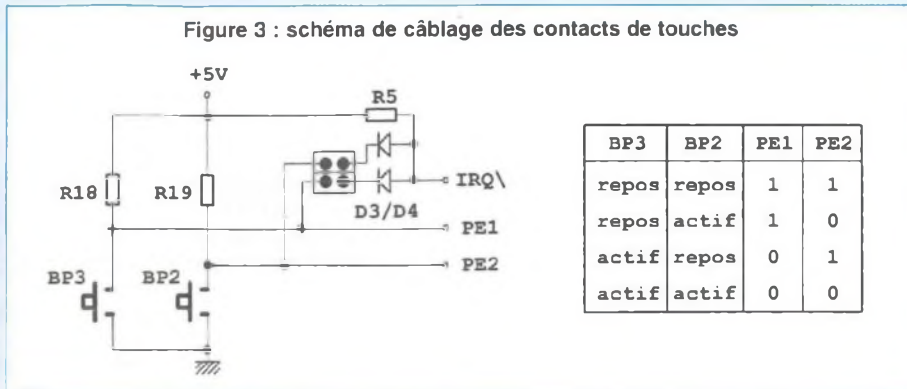 Figure 3 : schéma de câblage des contacts de touches
+5V
R5
R18
R19
IRQ\
D3/D4
PE1
PE2
BP3
BP2
BP3 BP2 PE1 PE2
repos repos 1 1
repos actif 1 0
actif repos 0 1
actif actif 0 0